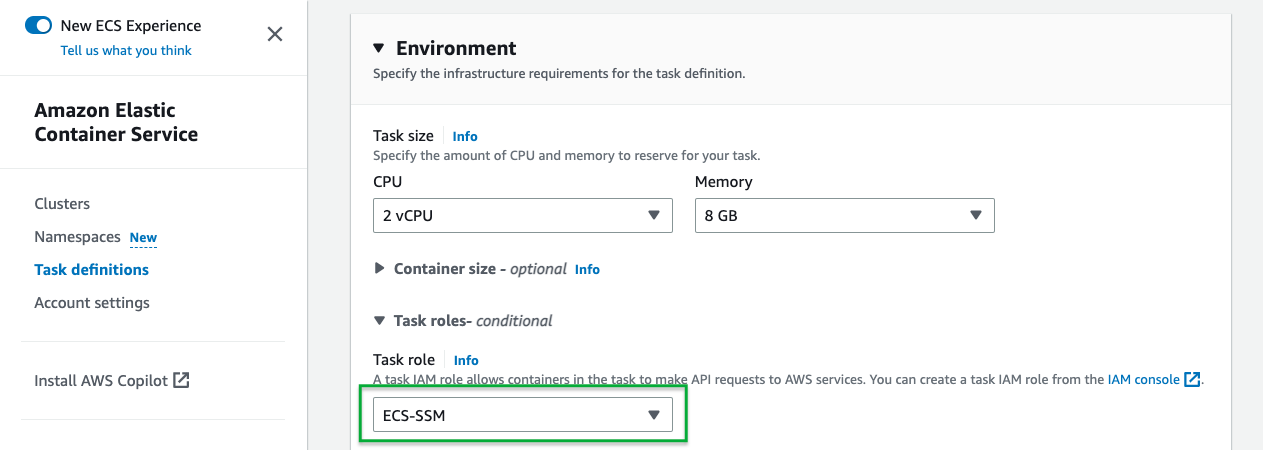 New ECS Experience
Tell us what you think
Amazon Elastic
Container Service
Clusters
Namespaces New
Task definitions
Account settings
Install AWS Copilot
Environment
Specify the infrastructure requirements for the task definition.
Task size Info
Specify the amount of CPU and memory to reserve for your task.
CPU Memory
2 vCPU 8 GB
Container size - optional Info
Task roles- conditional
Task role Info
A task IAM role allows containers in the task to make API requests to AWS services. You can create a task IAM role from the IAM console.
ECS-SSM